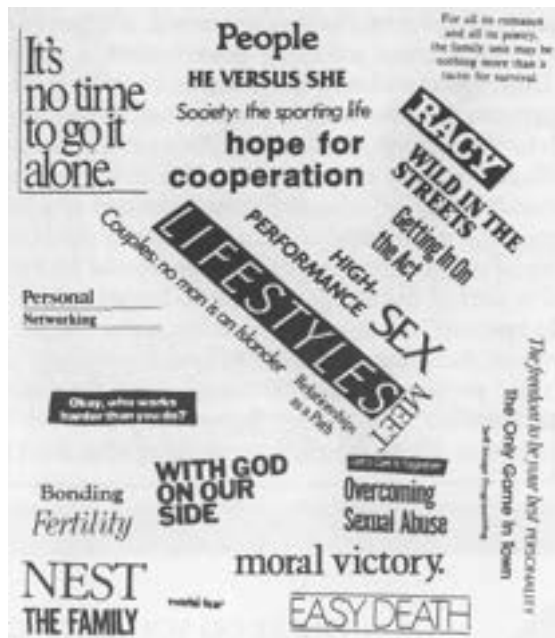 It's
no time
to go it
alone.
People
HE VERSUS SHE
Society: the sporting life
hope for
cooperation
For all its romance
and all its poetry,
the family unit may be
nothing more than a
tactic for survival.
RACY
WILD IN THE
STREETS
Getting In On
the Act
HIGH-
PERFORMANCE
SEX
LIFESTYLES
MEET
Couples: no man is an Islander
Relationships
as a Path
Personal
Networking
Okay, who works
harder than you do?
The freedom to be your best PERSONALITY
The Only Game In Town
Self Image Programming
Bonding
Fertility
WITH GOD
ON OUR
SIDE
Overcoming
Sexual Abuse
moral victory.
NEST
THE FAMILY
EASY DEATH